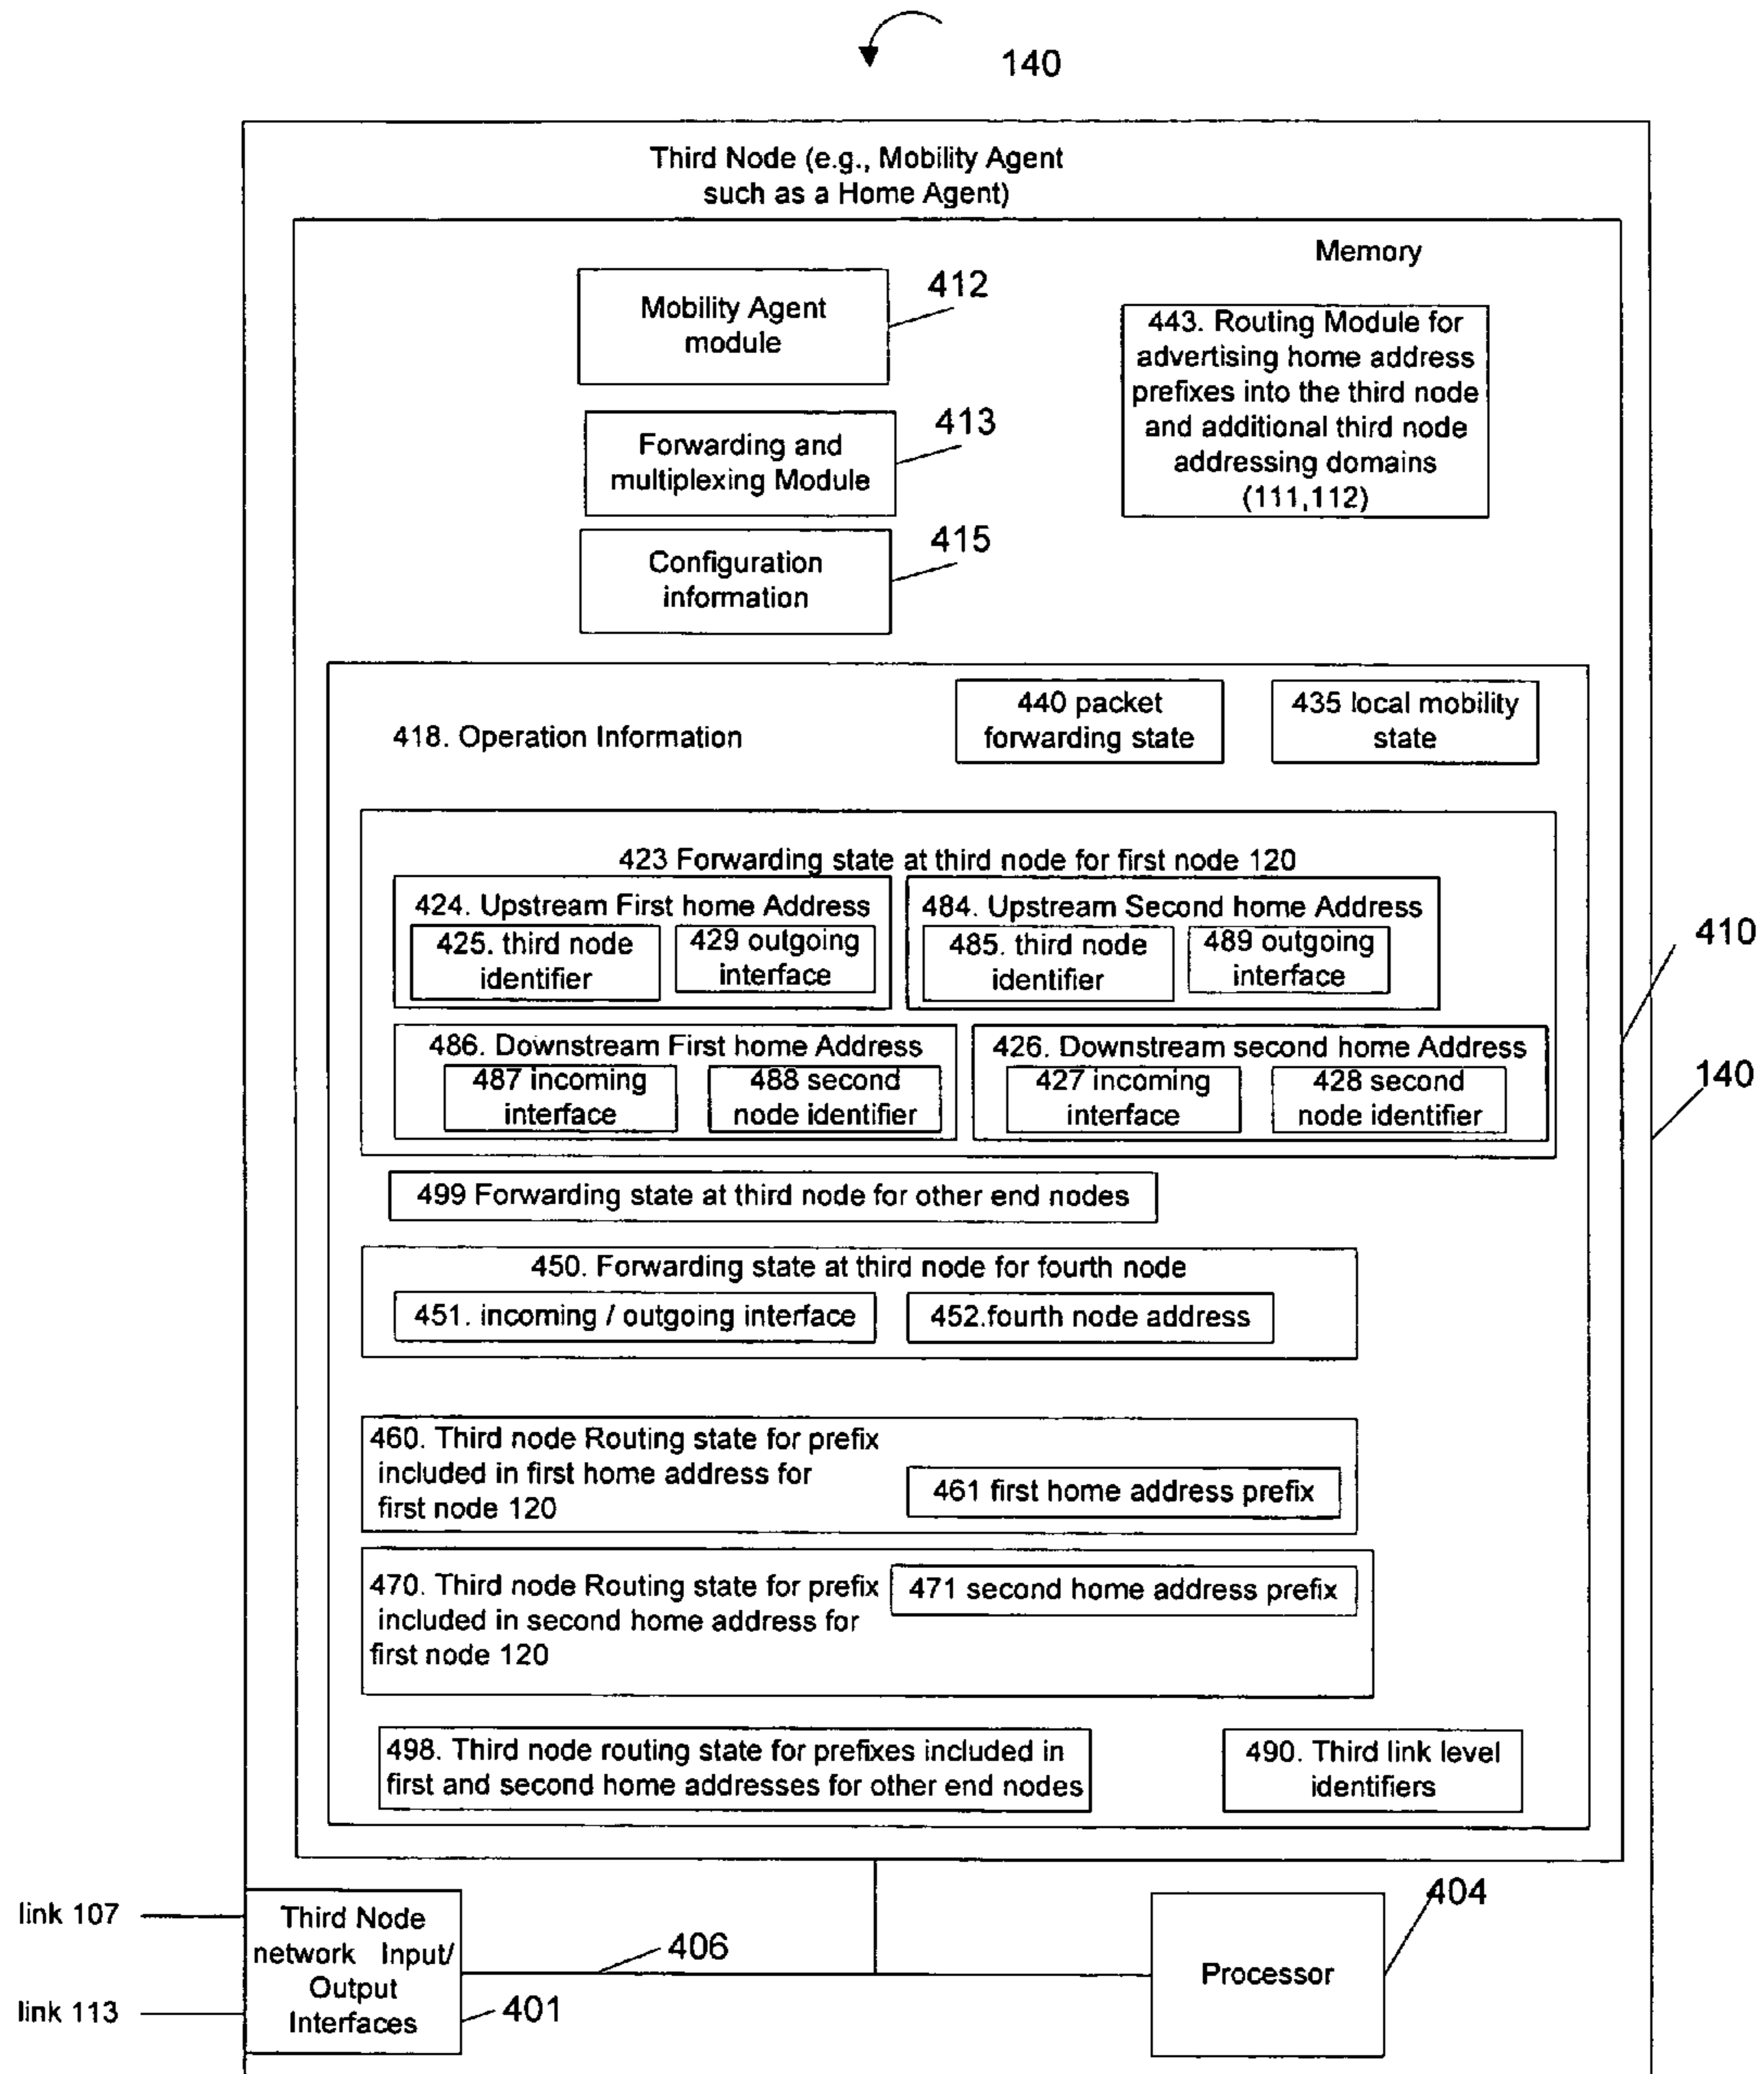 140
Third Node (e.g., Mobility Agent
such as a Home Agent)
Memory
Mobility Agent
module
412
443. Routing Module for
advertising home address
prefixes into the third node
and additional third node
addressing domains
(111,112)
Forwarding and
multiplexing Module
413
Configuration
information
415
418. Operation Information
440 packet
forwarding state
435 local mobility
state
423 Forwarding state at third node for first node 120
424. Upstream First home Address
425. third node
identifier
429 outgoing
interface
484. Upstream Second home Address
485. third node
identifier
489 outgoing
interface
410
486. Downstream First home Address
487 incoming
interface
488 second
node identifier
426. Downstream second home Address
427 incoming
interface
428 second
node identifier
140
499 Forwarding state at third node for other end nodes
450. Forwarding state at third node for fourth node
451. incoming / outgoing interface
452.fourth node address
460. Third node Routing state for prefix
included in first home address for
first node 120
461 first home address prefix
470. Third node Routing state for prefix
included in second home address for
first node 120
471 second home address prefix
498. Third node routing state for prefixes included in
first and second home addresses for other end nodes
490. Third link level
identifiers
link 107
link 113
Third Node
network Input/
Output
Interfaces
401
406
Processor
404